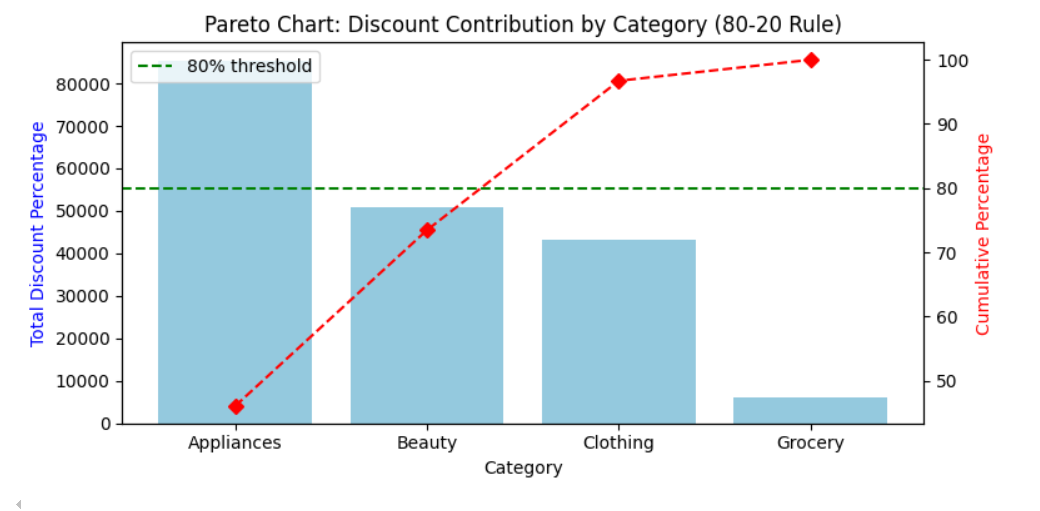 Pareto Chart: Discount Contribution by Category (80-20 Rule)
80% threshold
Total Discount Percentage
80000
70000
60000
50000
40000
30000
20000
10000
0
100
90
80
70
60
50
Cumulative Percentage
Appliances Beauty Clothing Grocery
Category